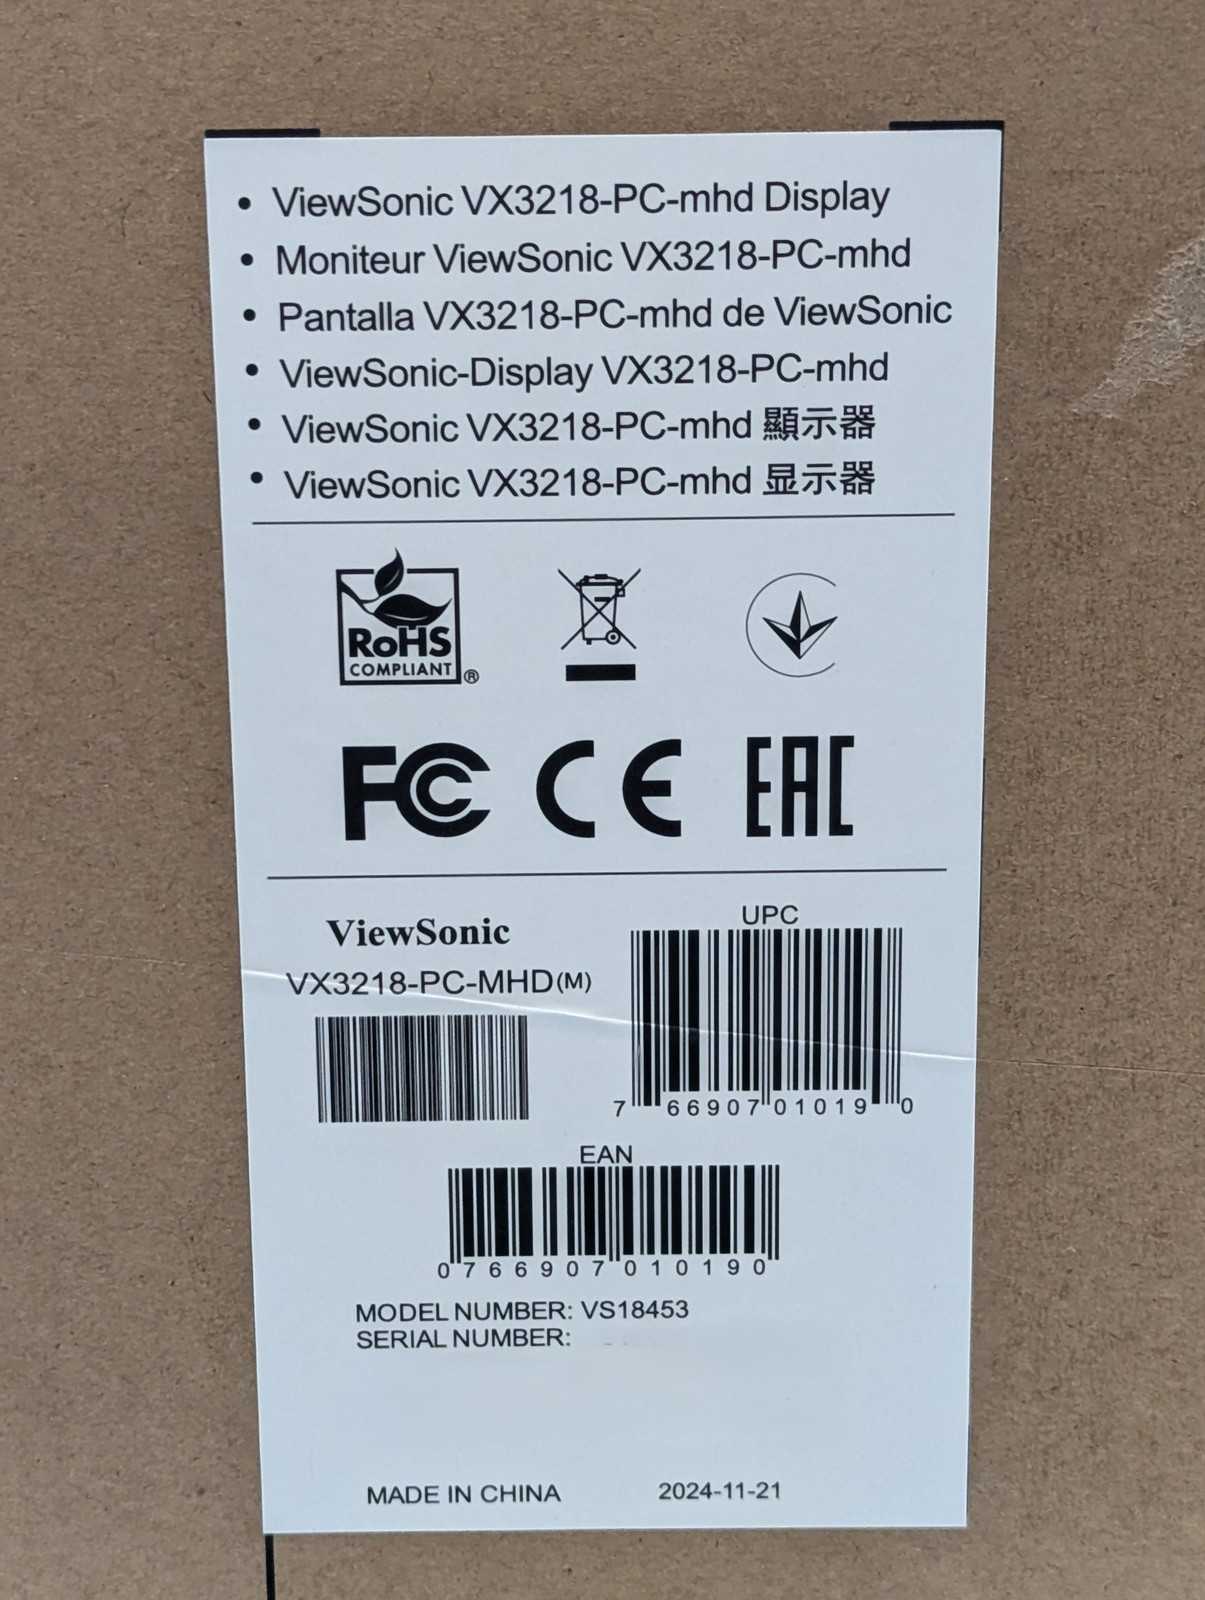 • ViewSonic VX3218-PC-mhd Display
• Moniteur ViewSonic VX3218-PC-mhd
• Pantalla VX3218-PC-mhd de ViewSonic
• ViewSonic-Display VX3218-PC-mhd
• ViewSonic VX3218-PC-mhd 顯示器
• ViewSonic VX3218-PC-mhd 显示器
RoHS
COMPLIANT ®
FC CE EAC
ViewSonic
VX3218-PC-MHD(M)
UPC
7 66907 01019 0
EAN
0 766907 010190
MODEL NUMBER: VS18453
SERIAL NUMBER:
MADE IN CHINA 2024-11-21